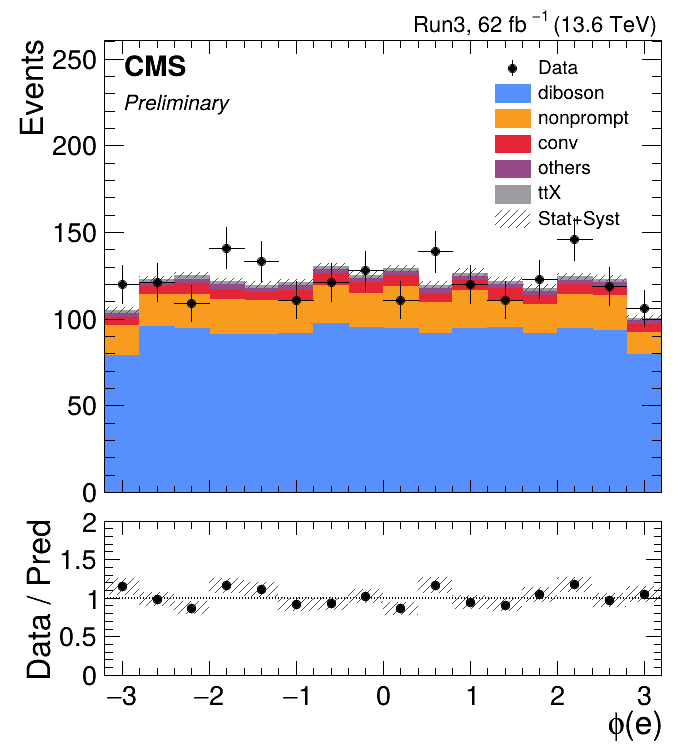 Run3, 62 fb⁻¹ (13.6 TeV)
Events
250
200
150
100
50
0
CMS
Preliminary
Data
diboson
nonprompt
conv
others
ttX
Stat+Syst
Data / Pred
2
1.5
1
0.5
0
−3 −2 −1 0 1 2 3
ϕ(e)